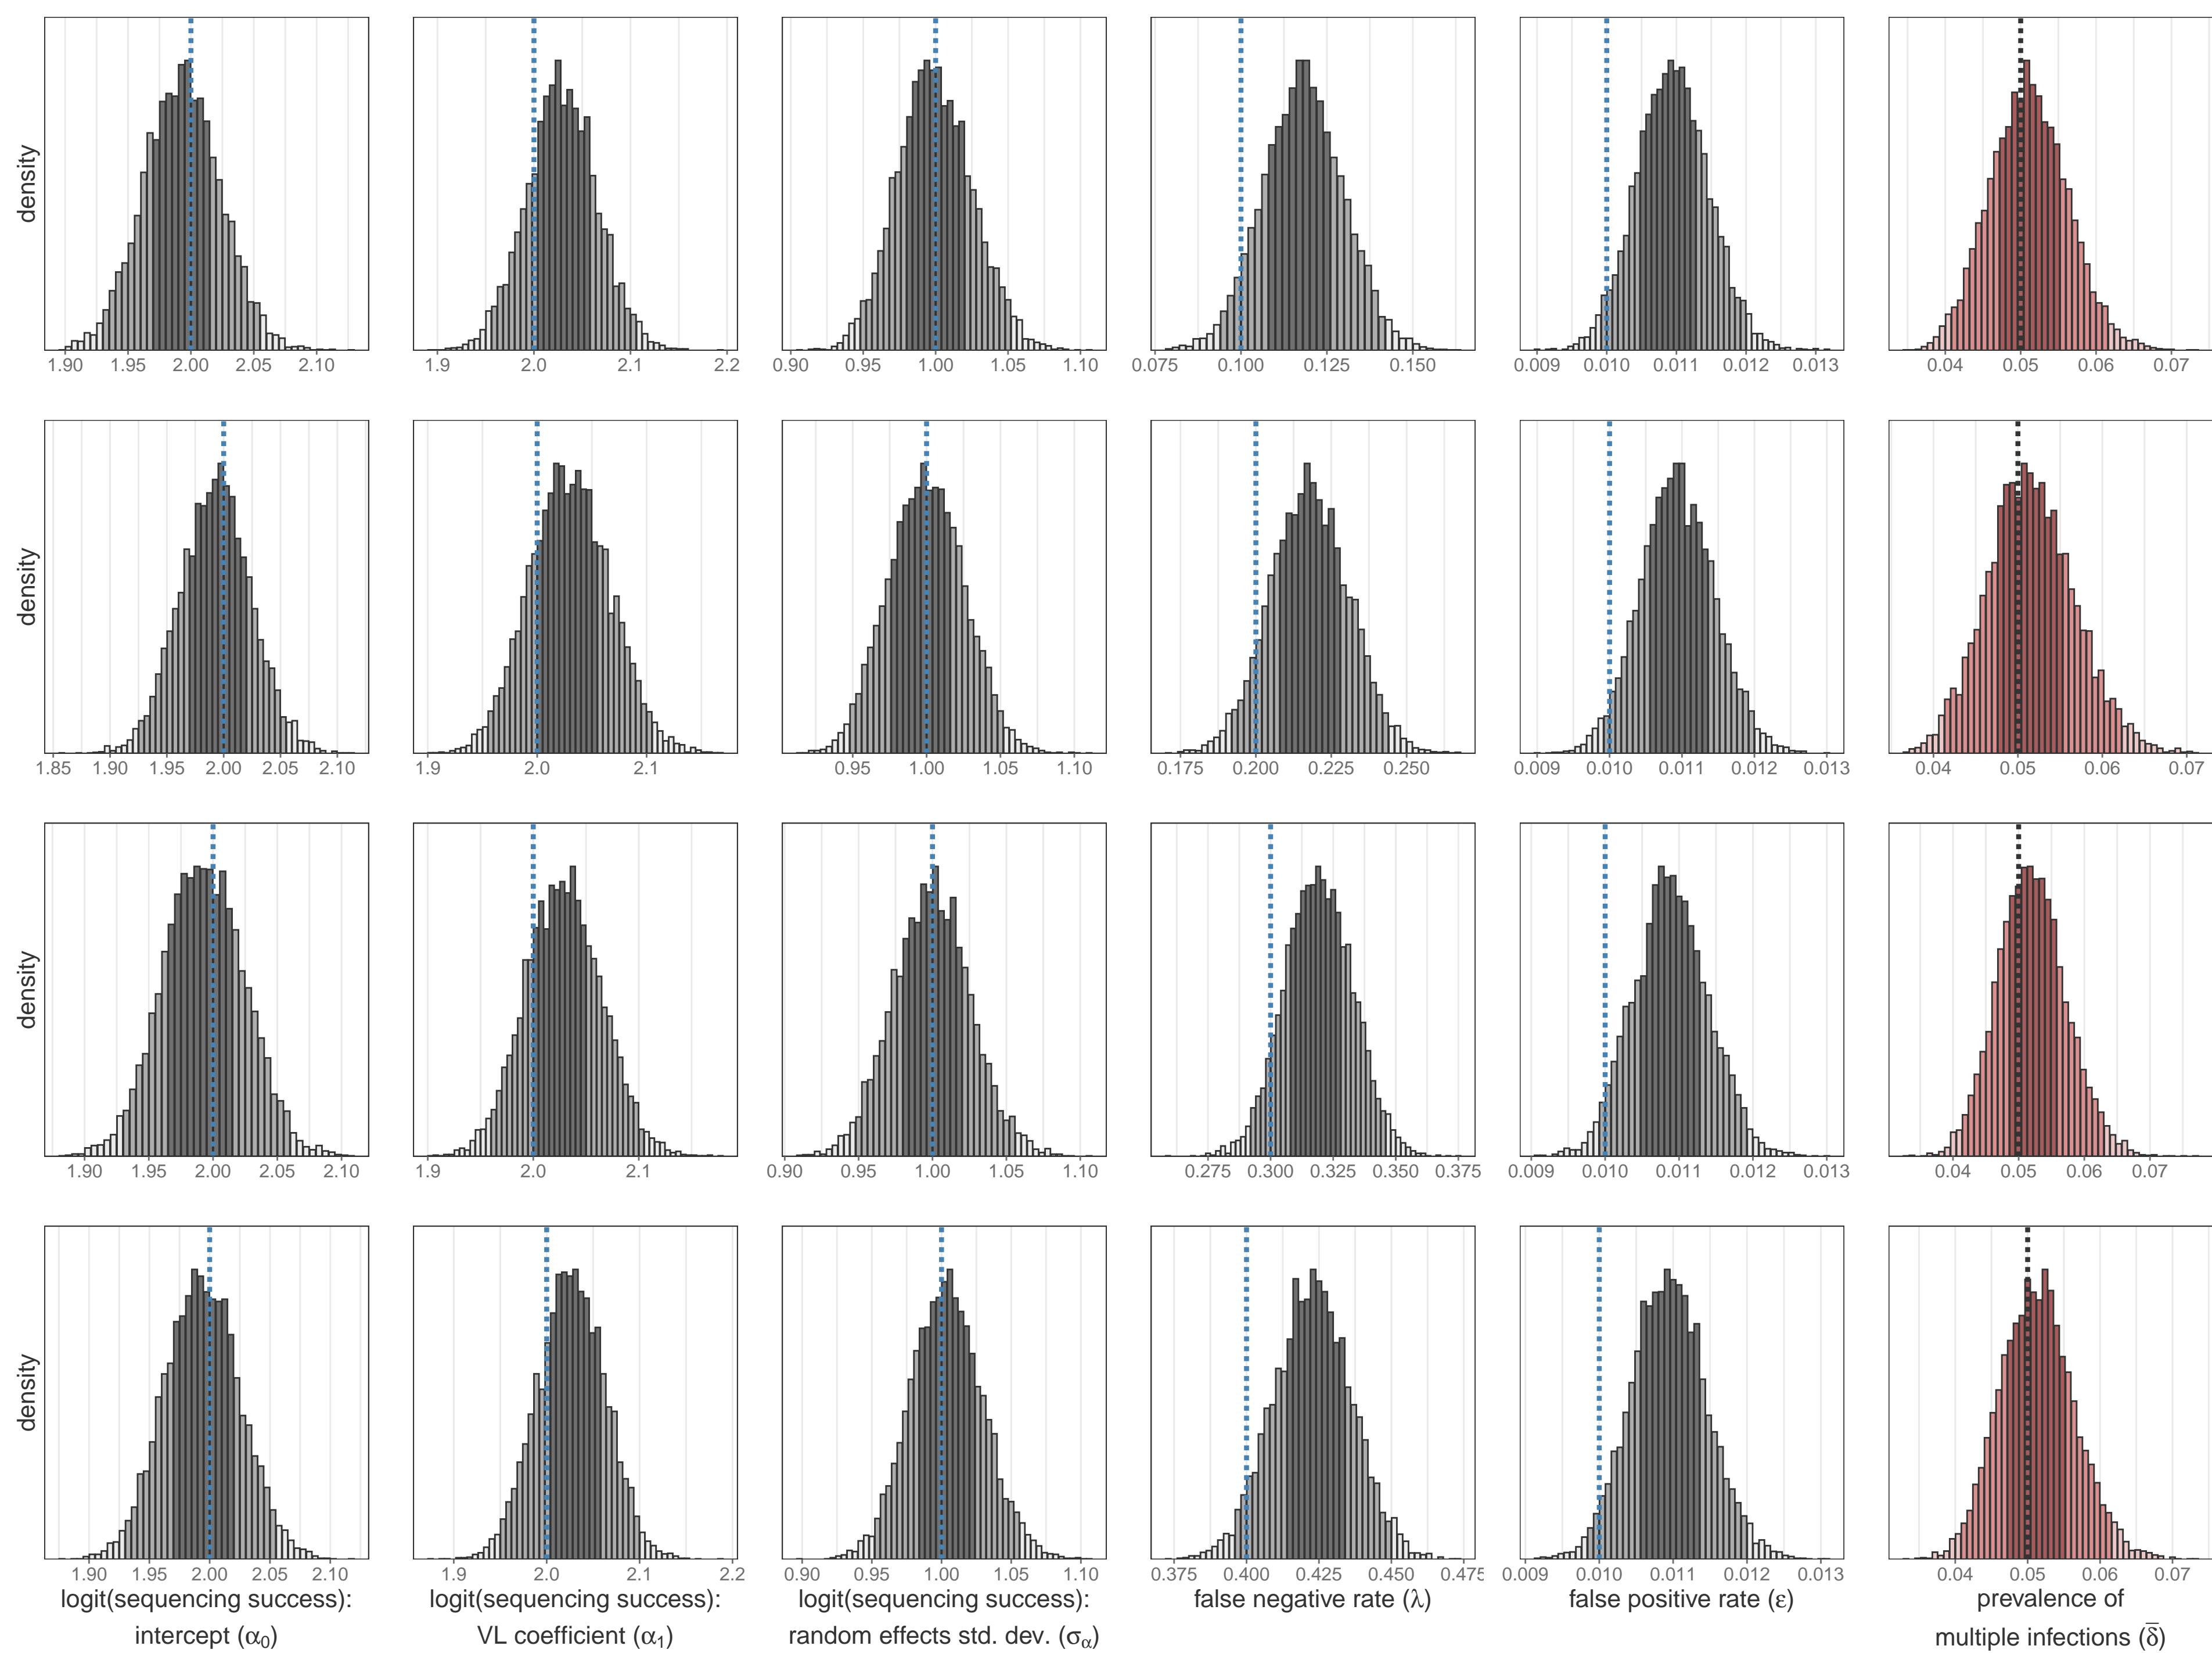 density
1.90 1.95 2.00 2.05 2.10
1.9 2.0 2.1 2.2
0.90 0.95 1.00 1.05 1.10
0.075 0.100 0.125 0.150
0.009 0.010 0.011 0.012 0.013
0.04 0.05 0.06 0.07
density
1.85 1.90 1.95 2.00 2.05 2.10
1.9 2.0 2.1
0.95 1.00 1.05 1.10
0.175 0.200 0.225 0.250
0.009 0.010 0.011 0.012 0.013
0.04 0.05 0.06 0.07
density
1.90 1.95 2.00 2.05 2.10
1.9 2.0 2.1
0.90 0.95 1.00 1.05 1.10
0.275 0.300 0.325 0.350 0.375
0.009 0.010 0.011 0.012 0.013
0.04 0.05 0.06 0.07
density
1.90 1.95 2.00 2.05 2.10
1.9 2.0 2.1 2.2
0.90 0.95 1.00 1.05 1.10
0.375 0.400 0.425 0.450 0.475
0.009 0.010 0.011 0.012 0.013
0.04 0.05 0.06 0.07
logit(sequencing success):
intercept (α₀)
logit(sequencing success):
VL coefficient (α₁)
logit(sequencing success):
random effects std. dev. (σ_α)
false negative rate (λ)
false positive rate (ε)
prevalence of
multiple infections (δ̅)